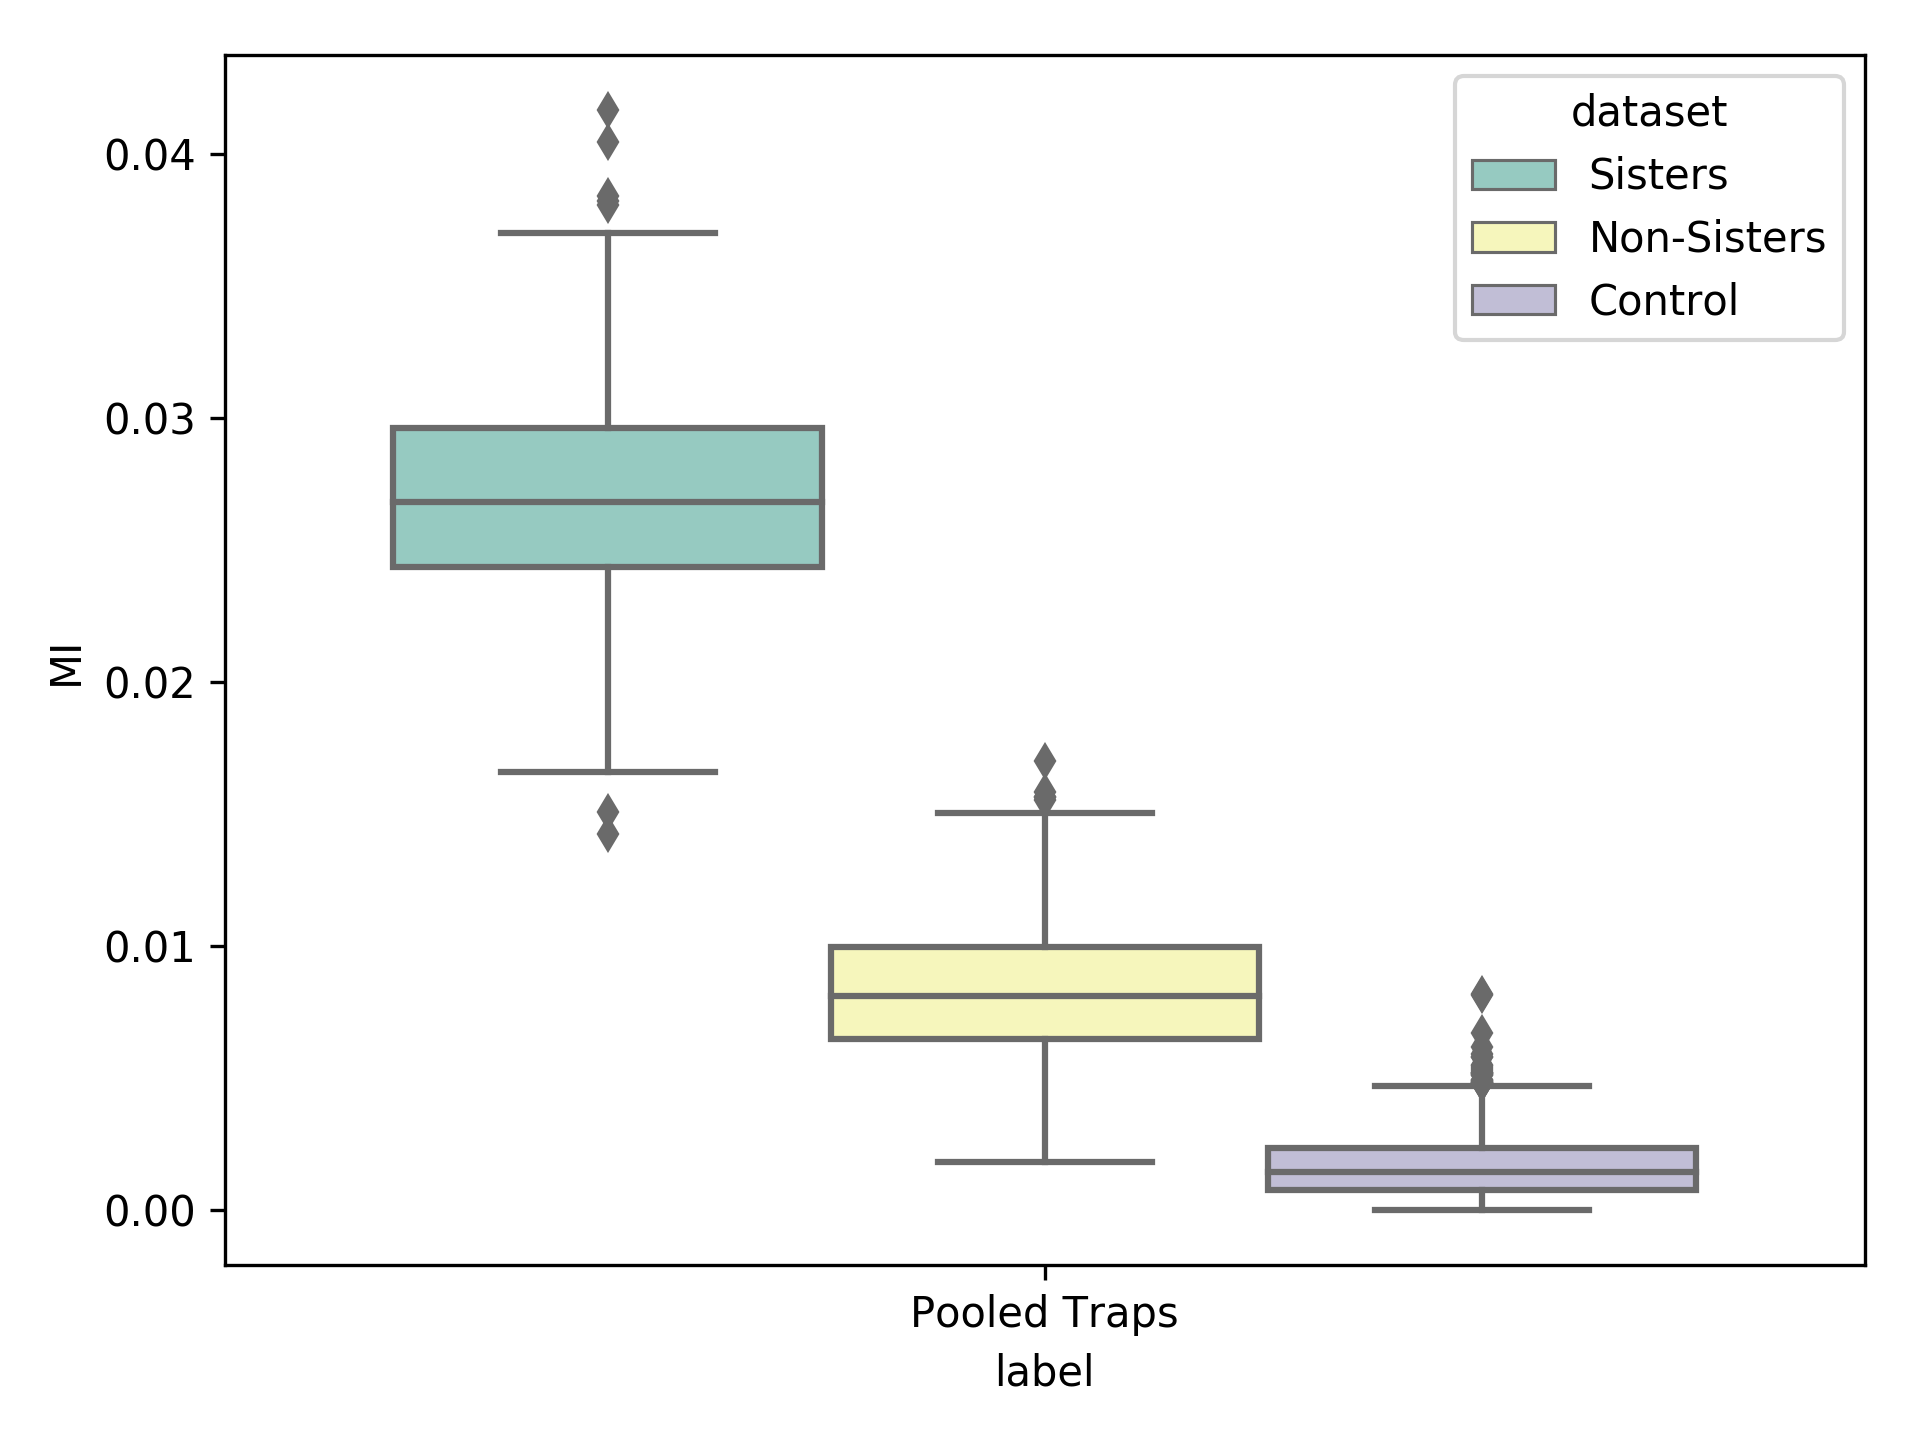 dataset
Sisters
Non-Sisters
Control
0.04
0.03
0.02
0.01
0.00
MI
Pooled Traps
label